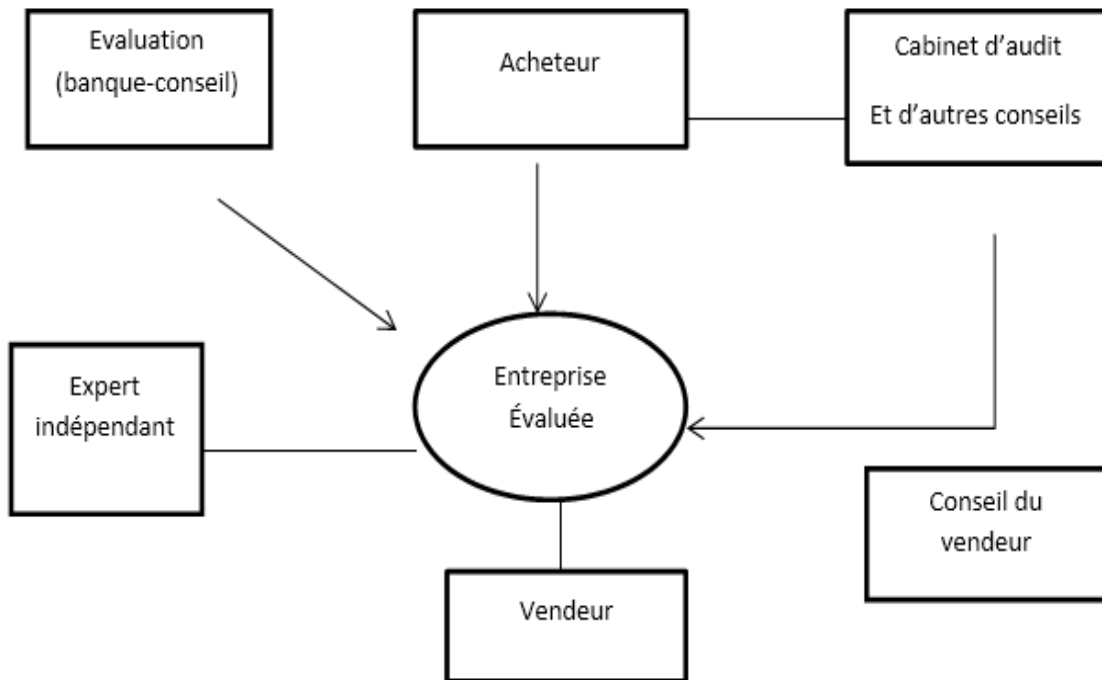 Evaluation
(banque-conseil)
Acheteur
Cabinet d’audit
Et d’autres conseils
Expert
indépendant
Entreprise
Évaluée
Conseil du
vendeur
Vendeur